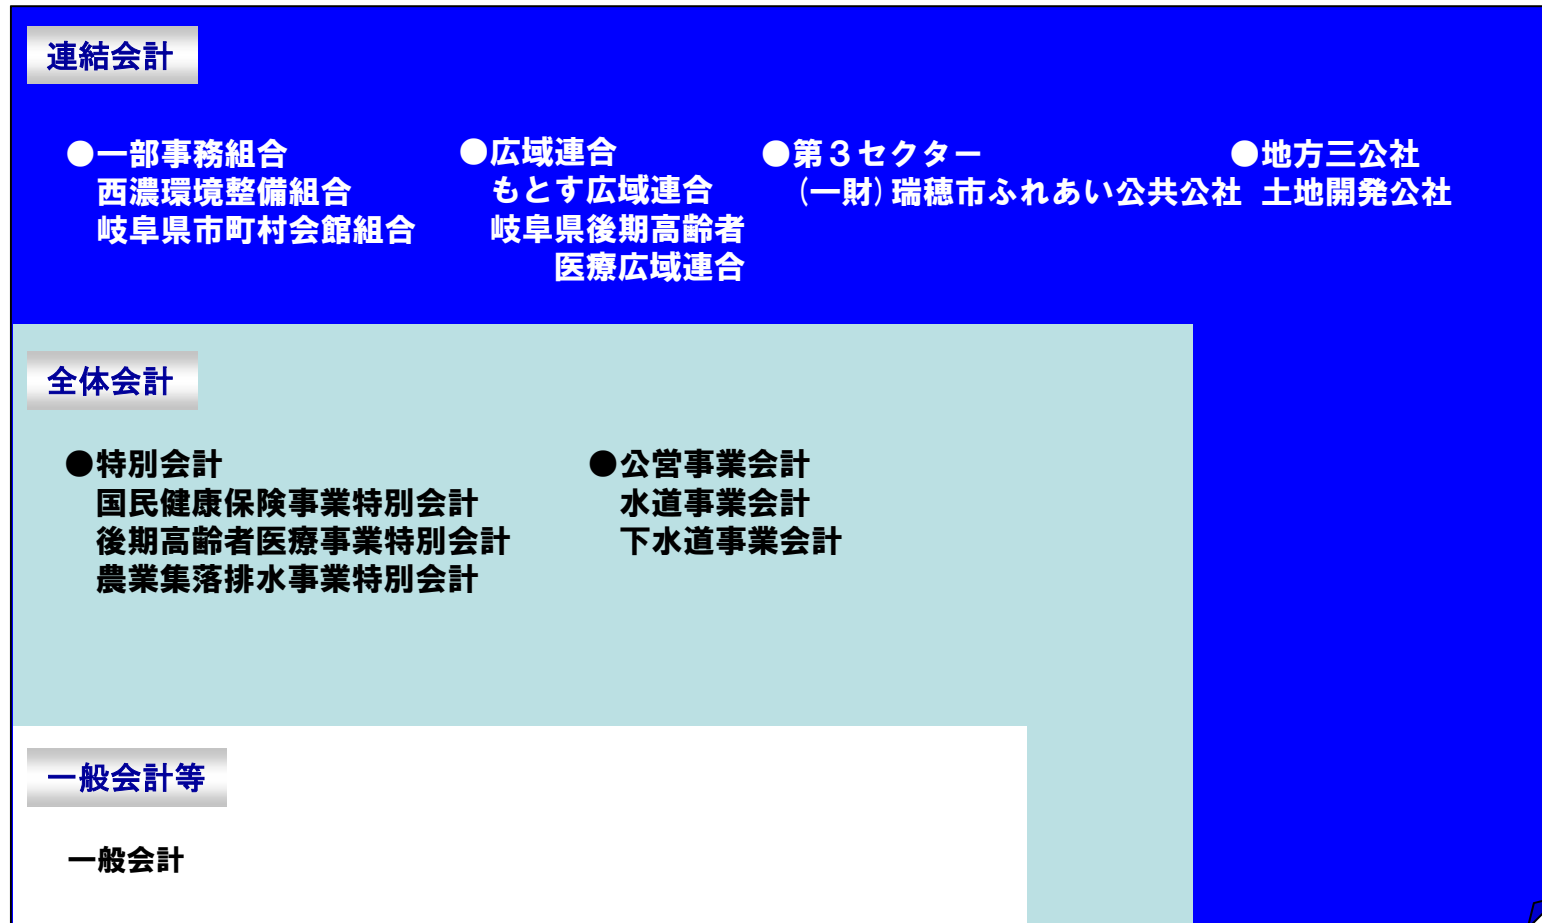 連結会計
●一部事務組合
西濃環境整備組合
岐阜県市町村会館組合
●広域連合
もとす広域連合
岐阜県後期高齢者
医療広域連合
●第3セクター
(一財)瑞穂市ふれあい公共公社
●地方三公社
土地開発公社
全体会計
●特別会計
国民健康保険事業特別会計
後期高齢者医療事業特別会計
農業集落排水事業特別会計
●公営事業会計
水道事業会計
下水道事業会計
一般会計等
一般会計